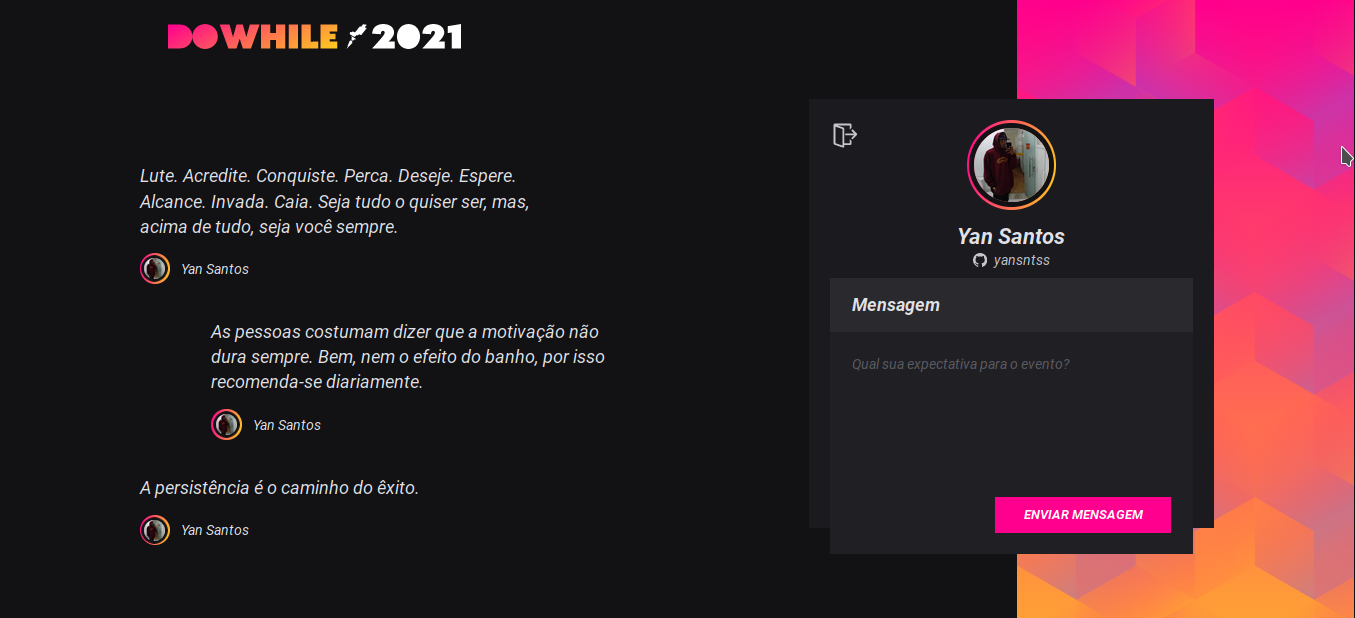 DOWHILE 2021
Lute. Acredite. Conquiste. Perca. Deseje. Espere.
Alcance. Invada. Caia. Seja tudo o quiser ser, mas,
acima de tudo, seja você sempre.
Yan Santos
As pessoas costumam dizer que a motivação não
dura sempre. Bem, nem o efeito do banho, por isso
recomenda-se diariamente.
Yan Santos
A persistência é o caminho do êxito.
Yan Santos
Yan Santos
yansntss
Mensagem
Qual sua expectativa para o evento?
ENVIAR MENSAGEM